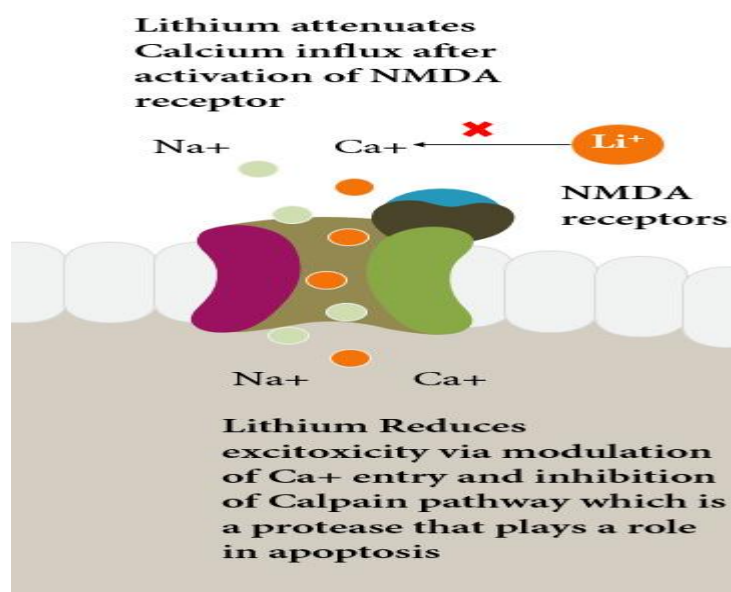 Lithium attenuates
Calcium influx after
activation of NMDA
receptor
Na+ Ca+ Li⁺
NMDA
receptors
Na+ Ca+
Lithium Reduces
excitoxicity via modulation
of Ca+ entry and inhibition
of Calpain pathway which is
a protease that plays a role
in apoptosis